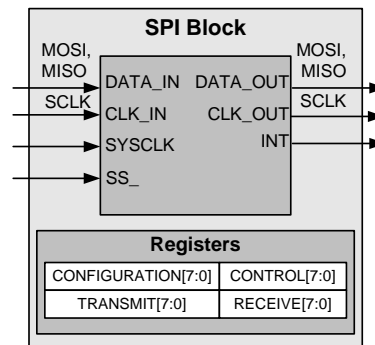 SPI Block
MOSI, MOSI,
MISO MISO
DATA_IN DATA_OUT
SCLK SCLK
CLK_IN CLK_OUT
SYSCLK INT
SS_
Registers
CONFIGURATION[7:0] CONTROL[7:0]
TRANSMIT[7:0] RECEIVE[7:0]